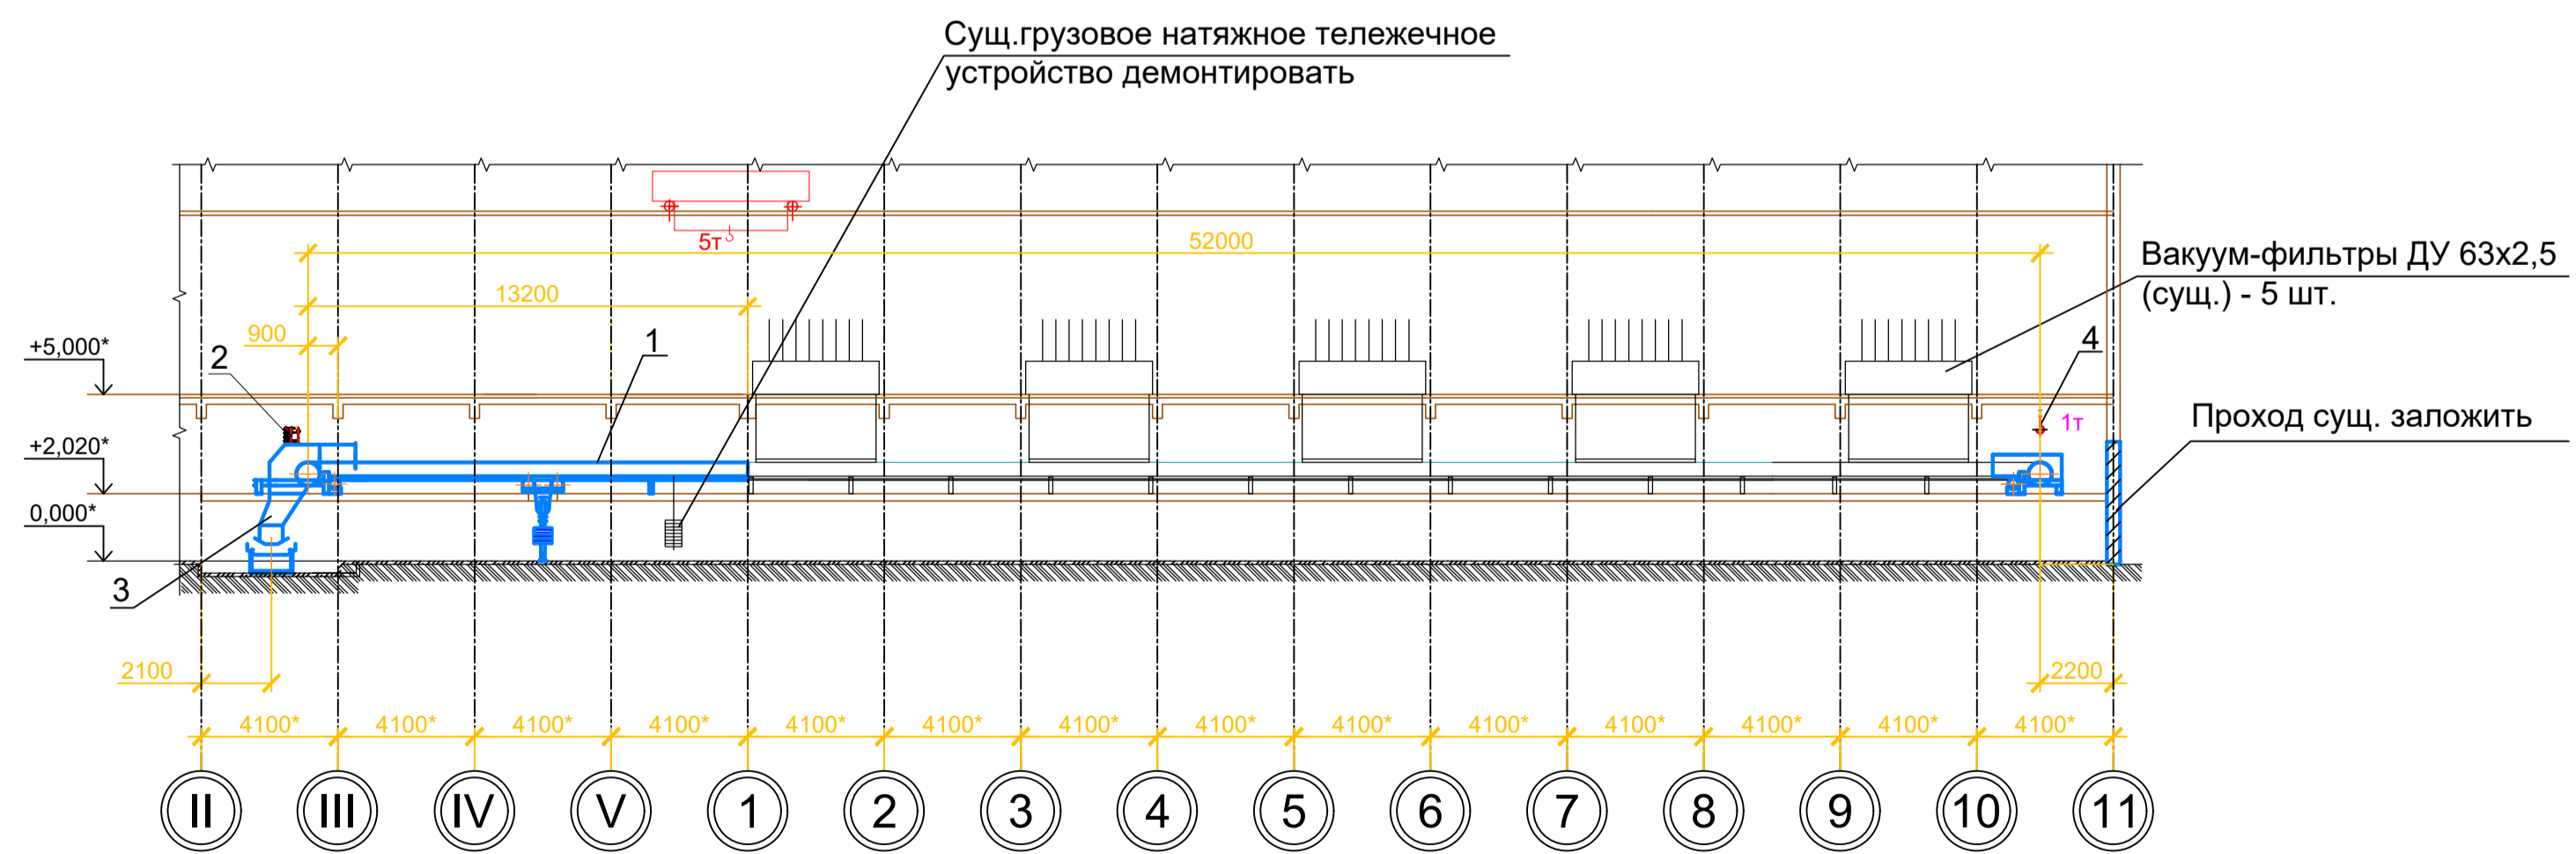 Сущ.грузовое натяжное тележечное
устройство демонтировать
5т
52000
Вакуум-фильтры ДУ 63х2,5
(сущ.) - 5 шт.
13200
900
+5,000*
2
1
4
1т
Проход сущ. заложить
+2,020*
0,000*
3
2100
2200
4100* 4100* 4100* 4100* 4100* 4100* 4100* 4100* 4100* 4100* 4100* 4100* 4100* 4100*
II III IV V 1 2 3 4 5 6 7 8 9 10 11